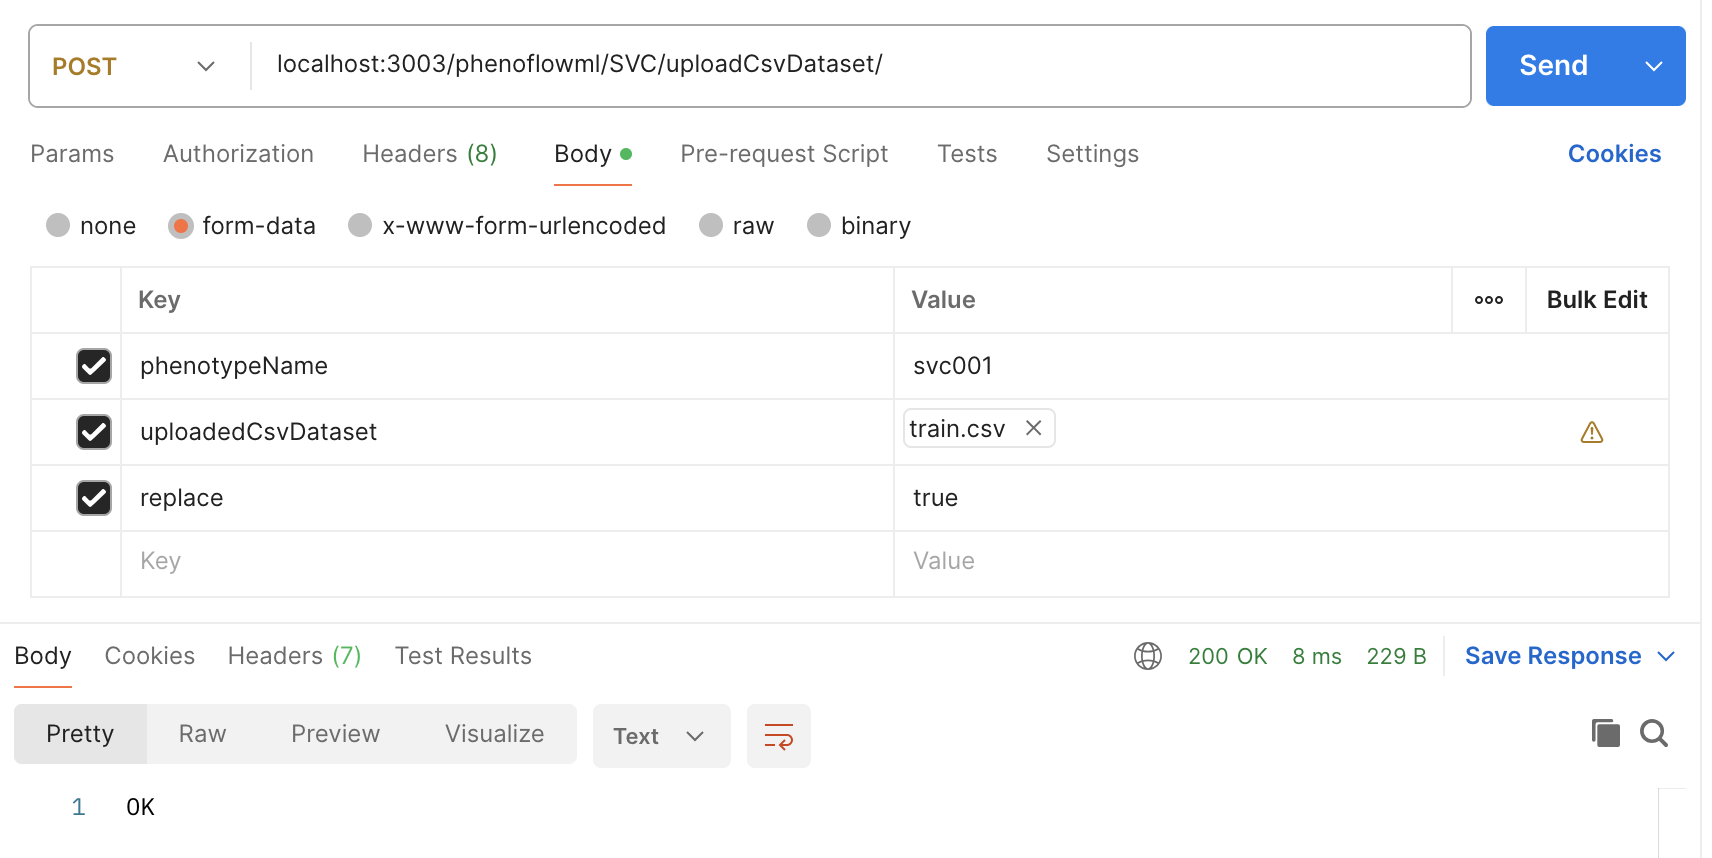 POST localhost:3003/phenoflowml/SVC/uploadCsvDataset/ Send
Params Authorization Headers (8) Body Pre-request Script Tests Settings Cookies
none form-data x-www-form-urlencoded raw binary
Key Value ooo Bulk Edit
phenotypeName svc001
uploadedCsvDataset train.csv
replace true
Key Value
Body Cookies Headers (7) Test Results 200 OK 8 ms 229 B Save Response
Pretty Raw Preview Visualize Text
1 OK